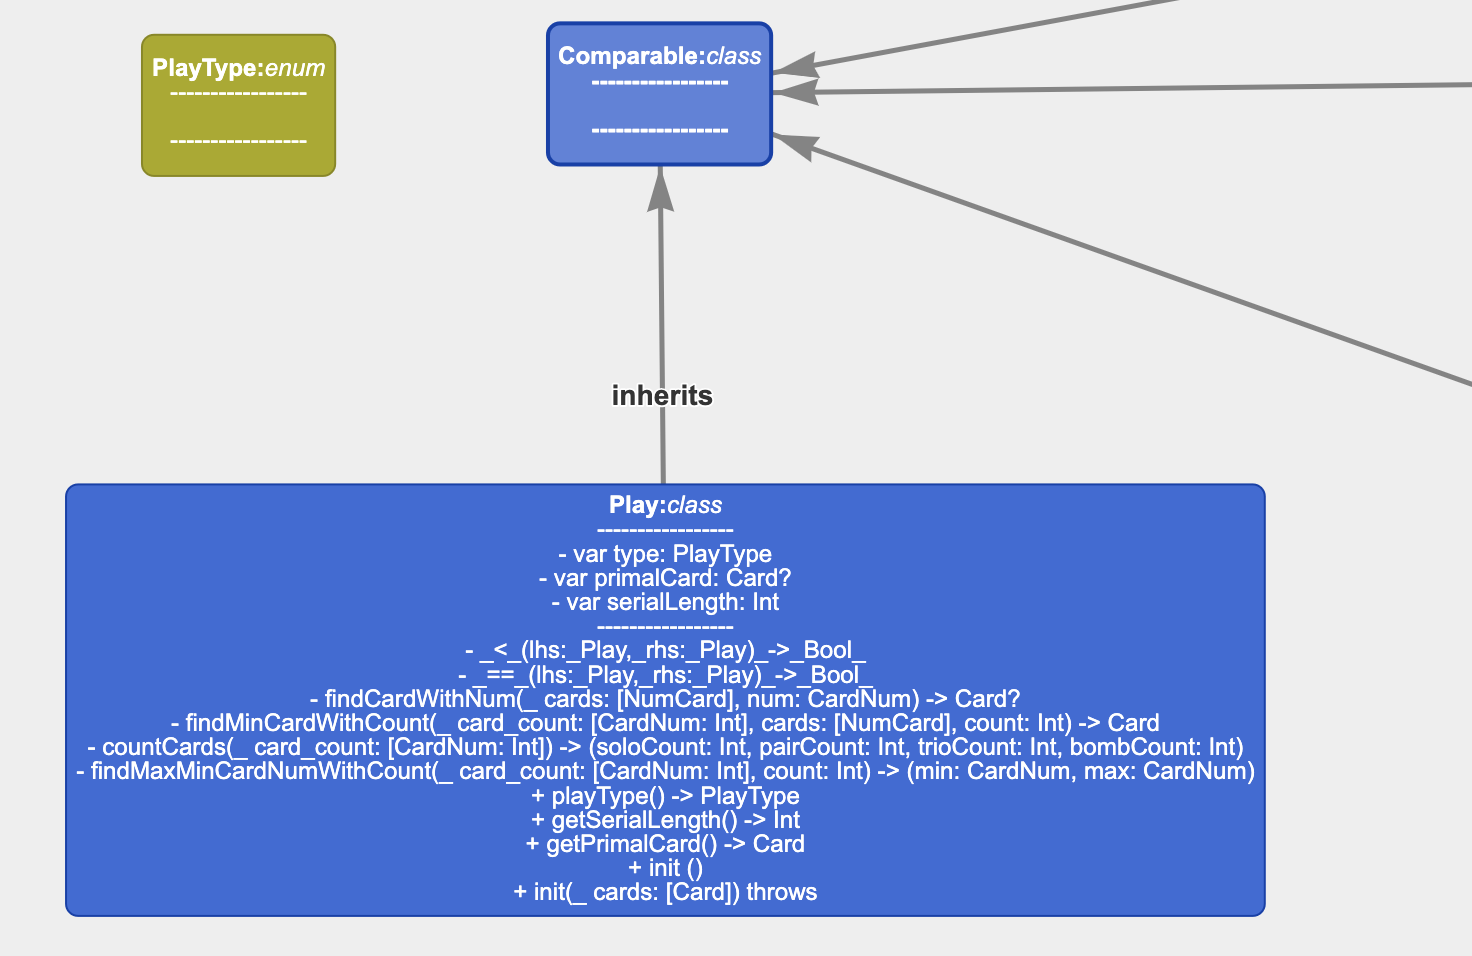 PlayType:enum
-----------------
-----------------
Comparable:class
-----------------
-----------------
inherits
Play:class
-----------------
- var type: PlayType
- var primalCard: Card?
- var serialLength: Int
-----------------
- _<_(lhs:_Play,_rhs:_Play)_->_Bool_
- _==_(lhs:_Play,_rhs:_Play)_->_Bool_
- findCardWithNum(_ cards: [NumCard], num: CardNum) -> Card?
- findMinCardWithCount(_ card_count: [CardNum: Int], cards: [NumCard], count: Int) -> Card
- countCards(_ card_count: [CardNum: Int]) -> (soloCount: Int, pairCount: Int, trioCount: Int, bombCount: Int)
- findMaxMinCardNumWithCount(_ card_count: [CardNum: Int], count: Int) -> (min: CardNum, max: CardNum)
+ playType() -> PlayType
+ getSerialLength() -> Int
+ getPrimalCard() -> Card
+ init ()
+ init(_ cards: [Card]) throws